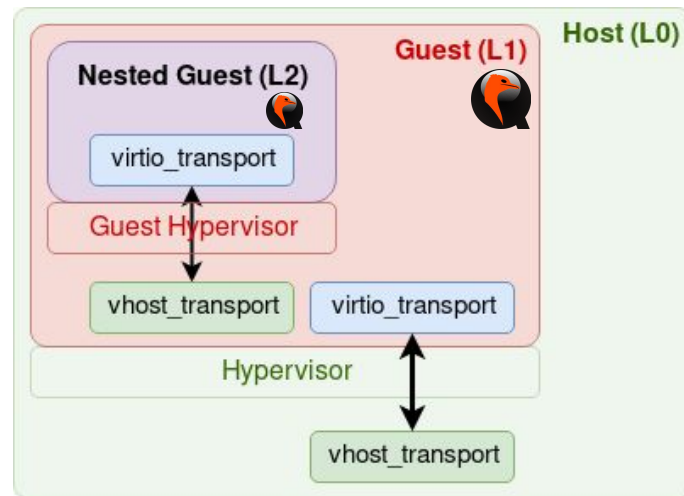 Host (L0)
Guest (L1)
Nested Guest (L2)
virtio_transport
Guest Hypervisor
vhost_transport
virtio_transport
Hypervisor
vhost_transport